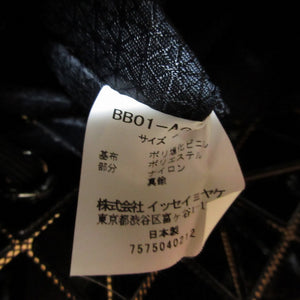 BB01-A
サイズ
基布 ポリ塩化ビニル
ポリエステル
部分 ナイロン
真鍮
株式会社 イッセイミヤケ
東京都渋谷区富ヶ谷
日本製
7575040212